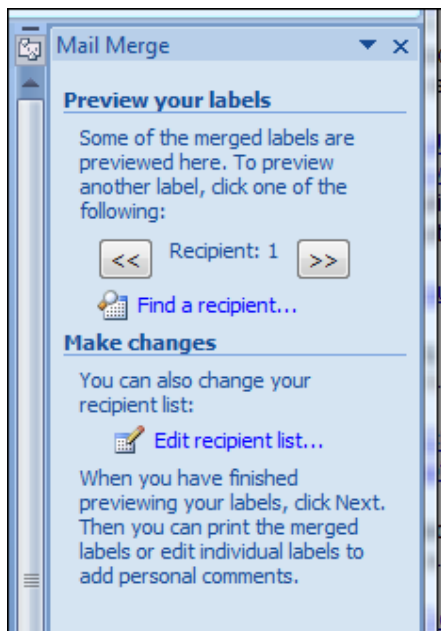 Mail Merge
Preview your labels
Some of the merged labels are
previewed here. To preview
another label, click one of the
following:
<< Recipient: 1 >>
Find a recipient...
Make changes
You can also change your
recipient list:
Edit recipient list...
When you have finished
previewing your labels, click Next.
Then you can print the merged
labels or edit individual labels to
add personal comments.